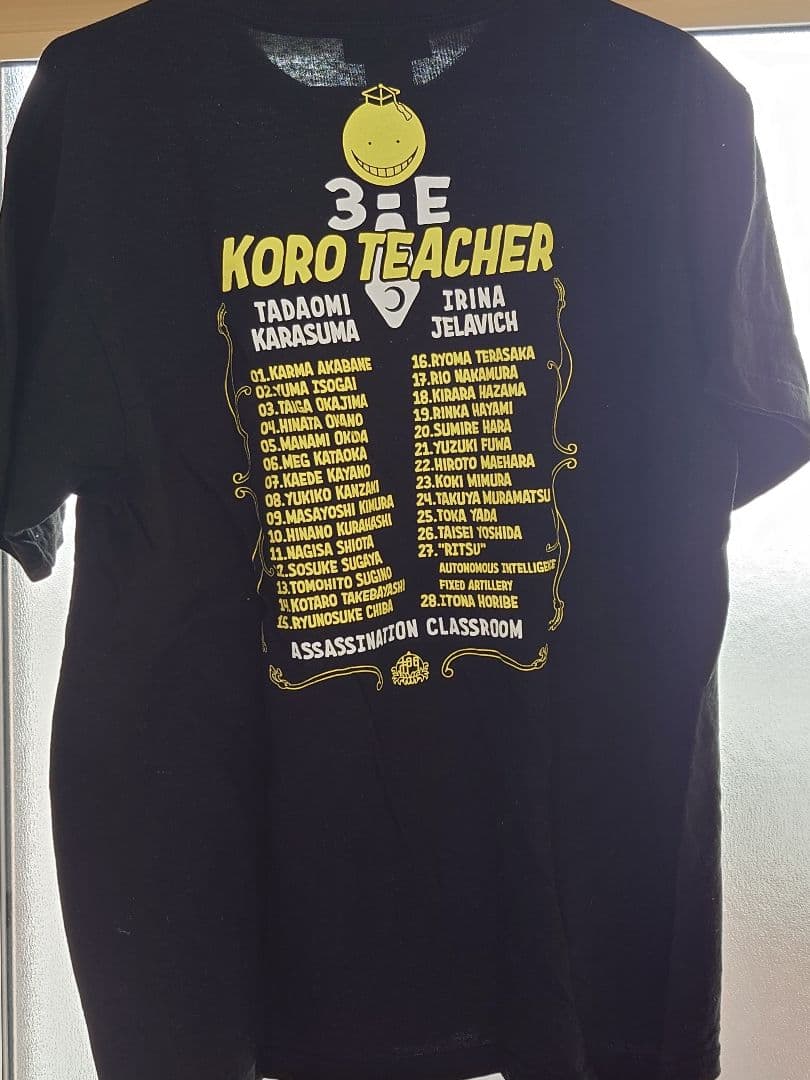 3-E
KORO TEACHER
TADAOMI
KARASUMA
IRINA
JELAVICH
01.KARMA AKABANE
02.YUMA ISOGAI
03.TAIGA OKAJIMA
04.HINATA OKANO
05.MANAMI OKUDA
06.MEG KATAOKA
07.KAEDE KAYANO
08.YUKIKO KANZAKI
09.MASAYOSHI KIMURA
10.HINANO KURAHASHI
11.NAGISA SHIOTA
12.SOSUKE SUGAYA
13.TOMOHITO SUGINO
14.KOTARO TAKEBAYASHI
15.RYUNOSUKE CHIBA
16.RYOMA TERASAKA
17.RIO NAKAMURA
18.KIRARA HAZAMA
19.RINKA HAYAMI
20.SUMIRE HARA
21.YUZUKI FUWA
22.HIROTO MAEHARA
23.KOKI MIMURA
24.TAKUYA MURAMATSU
25.TOKA YADA
26.TAISEI YOSHIDA
27."RITSU"
AUTONOMOUS INTELLIGENCE
FIXED ARTILLERY
28.ITONA HORIBE
ASSASSINATION CLASSROOM